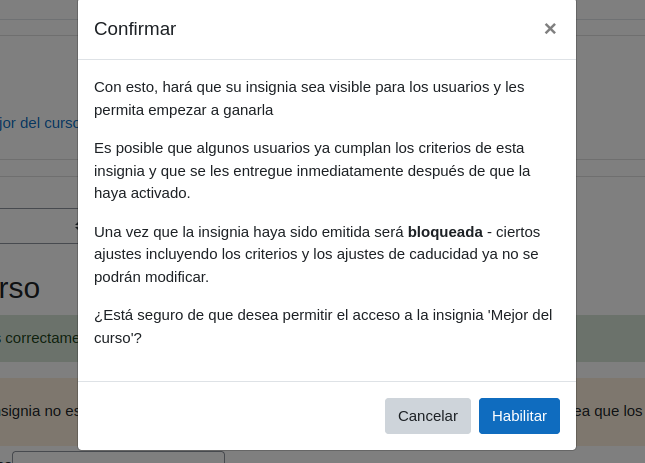 Confirmar ×
Con esto, hará que su insignia sea visible para los usuarios y les
permita empezar a ganarla
Es posible que algunos usuarios ya cumplan los criterios de esta
insignia y que se les entregue inmediatamente después de que la
haya activado.
Una vez que la insignia haya sido emitida será bloqueada - ciertos
ajustes incluyendo los criterios y los ajustes de caducidad ya no se
podrán modificar.
¿Está seguro de que desea permitir el acceso a la insignia 'Mejor del
curso'?
Cancelar Habilitar
jor del curso
rso
correctame
nsignia no es
ea que los